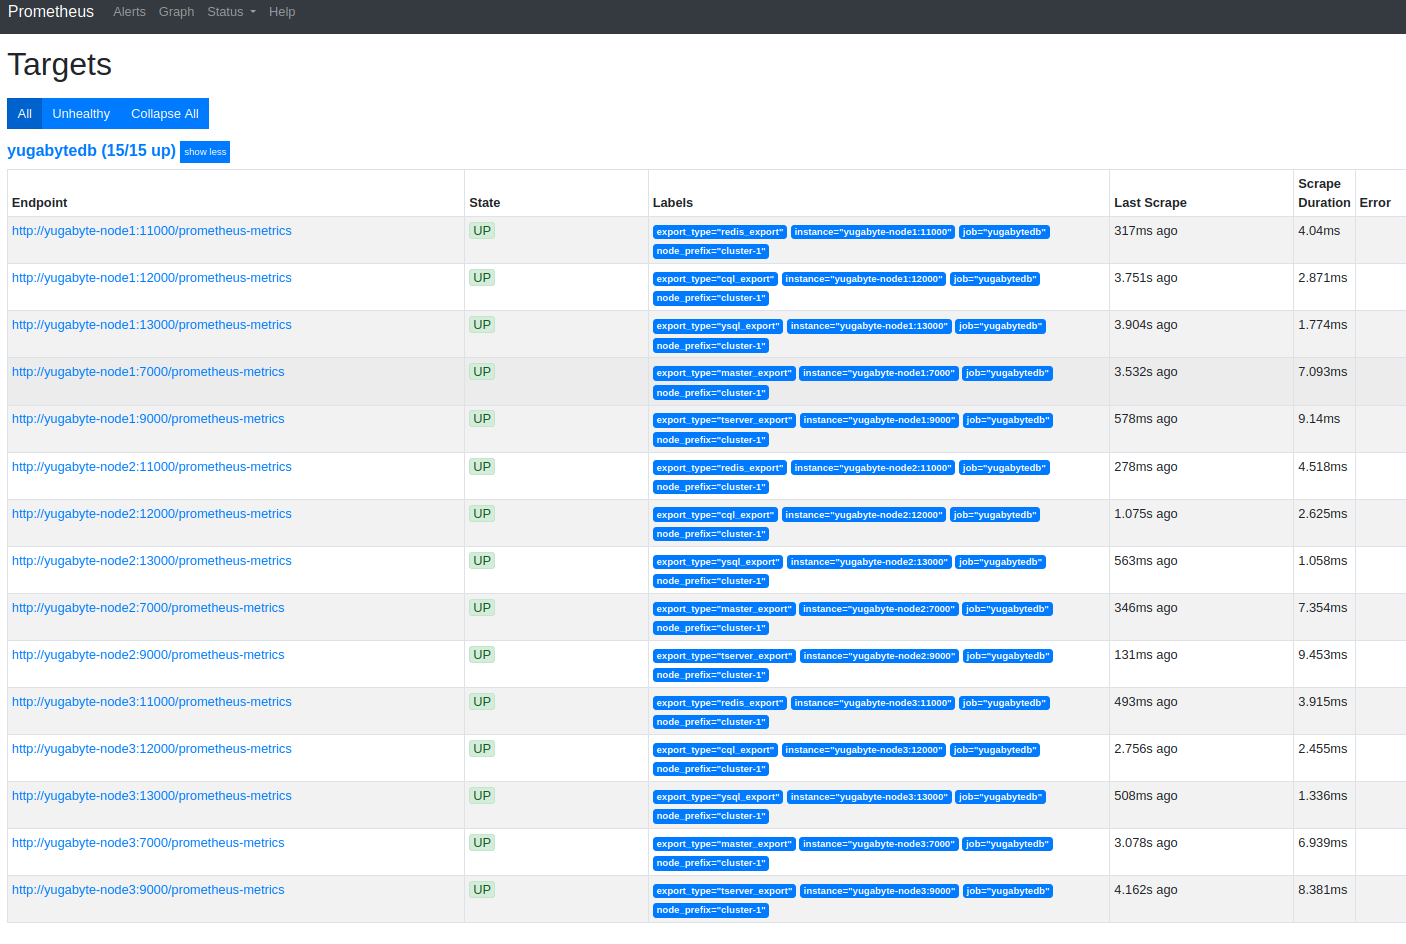 Prometheus Alerts Graph Status Help
Targets
All Unhealthy Collapse All
yugabytedb (15/15 up) show less
Endpoint State Labels Last Scrape Scrape Duration Error
http://yugabyte-node1:11000/prometheus-metrics UP export_type="redis_export" instance="yugabyte-node1:11000" job="yugabytedb" 317ms ago 4.04ms
node_prefix="cluster-1"
http://yugabyte-node1:12000/prometheus-metrics UP export_type="cql_export" instance="yugabyte-node1:12000" job="yugabytedb" 3.751s ago 2.871ms
node_prefix="cluster-1"
http://yugabyte-node1:13000/prometheus-metrics UP export_type="ysql_export" instance="yugabyte-node1:13000" job="yugabytedb" 3.904s ago 1.774ms
node_prefix="cluster-1"
http://yugabyte-node1:7000/prometheus-metrics UP export_type="master_export" instance="yugabyte-node1:7000" job="yugabytedb" 3.532s ago 7.093ms
node_prefix="cluster-1"
http://yugabyte-node1:9000/prometheus-metrics UP export_type="tserver_export" instance="yugabyte-node1:9000" job="yugabytedb" 578ms ago 9.14ms
node_prefix="cluster-1"
http://yugabyte-node2:11000/prometheus-metrics UP export_type="redis_export" instance="yugabyte-node2:11000" job="yugabytedb" 278ms ago 4.518ms
node_prefix="cluster-1"
http://yugabyte-node2:12000/prometheus-metrics UP export_type="cql_export" instance="yugabyte-node2:12000" job="yugabytedb" 1.075s ago 2.625ms
node_prefix="cluster-1"
http://yugabyte-node2:13000/prometheus-metrics UP export_type="ysql_export" instance="yugabyte-node2:13000" job="yugabytedb" 563ms ago 1.058ms
node_prefix="cluster-1"
http://yugabyte-node2:7000/prometheus-metrics UP export_type="master_export" instance="yugabyte-node2:7000" job="yugabytedb" 346ms ago 7.354ms
node_prefix="cluster-1"
http://yugabyte-node2:9000/prometheus-metrics UP export_type="tserver_export" instance="yugabyte-node2:9000" job="yugabytedb" 131ms ago 9.453ms
node_prefix="cluster-1"
http://yugabyte-node3:11000/prometheus-metrics UP export_type="redis_export" instance="yugabyte-node3:11000" job="yugabytedb" 493ms ago 3.915ms
node_prefix="cluster-1"
http://yugabyte-node3:12000/prometheus-metrics UP export_type="cql_export" instance="yugabyte-node3:12000" job="yugabytedb" 2.756s ago 2.455ms
node_prefix="cluster-1"
http://yugabyte-node3:13000/prometheus-metrics UP export_type="ysql_export" instance="yugabyte-node3:13000" job="yugabytedb" 508ms ago 1.336ms
node_prefix="cluster-1"
http://yugabyte-node3:7000/prometheus-metrics UP export_type="master_export" instance="yugabyte-node3:7000" job="yugabytedb" 3.078s ago 6.939ms
node_prefix="cluster-1"
http://yugabyte-node3:9000/prometheus-metrics UP export_type="tserver_export" instance="yugabyte-node3:9000" job="yugabytedb" 4.162s ago 8.381ms
node_prefix="cluster-1"